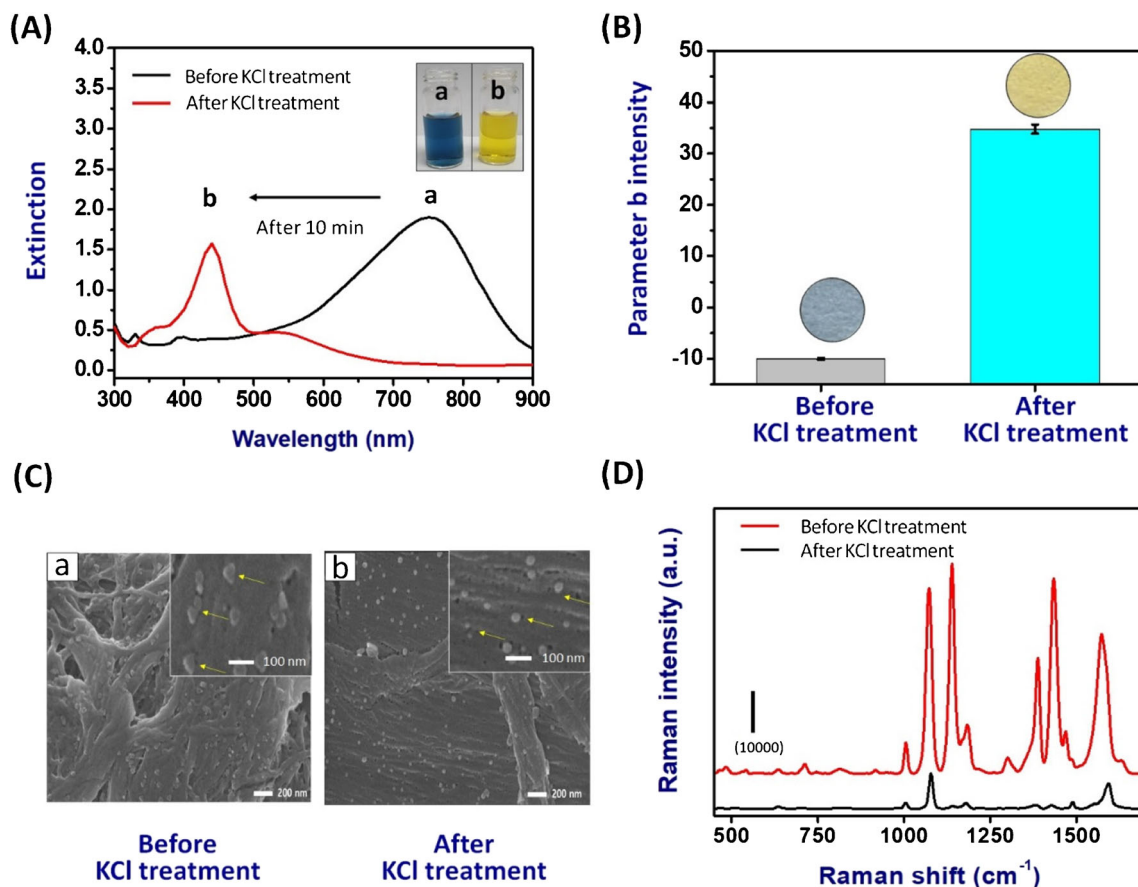 (A)
4.0
3.5
3.0
2.5
2.0
1.5
1.0
0.5
0.0
Extinction
Before KCl treatment
After KCl treatment
a
b
b
a
After 10 min
300
400
500
600
700
800
900
Wavelength (nm)
(B)
50
40
30
20
10
0
-10
Parameter b intensity
Before
KCl treatment
After
KCl treatment
(C)
a
100 nm
200 nm
b
100 nm
200 nm
Before
KCl treatment
After
KCl treatment
(D)
Raman intensity (a.u.)
Before KCl treatment
After KCl treatment
(10000)
500
750
1000
1250
1500
Raman shift (cm⁻¹)